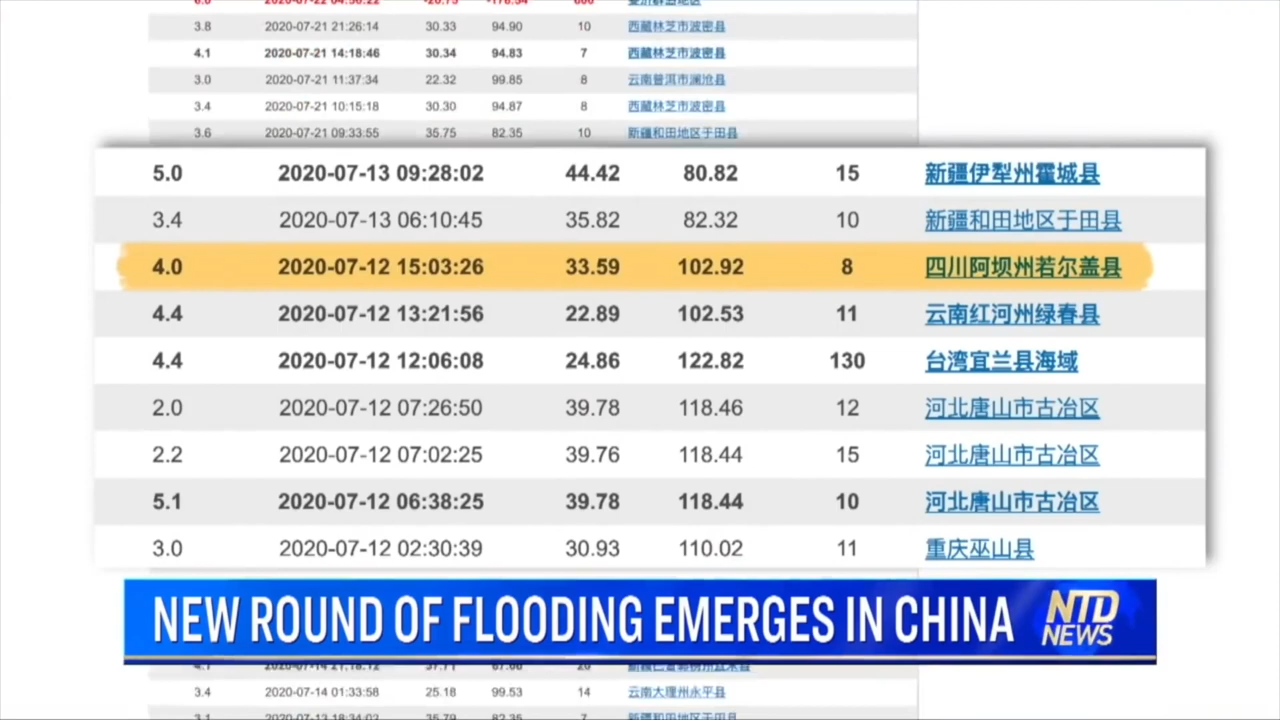 3.8 2020-07-21 21:26:14 30.33 94.90 10 西藏林芝市波密县
4.1 2020-07-21 14:18:46 30.34 94.83 7 西藏林芝市波密县
3.0 2020-07-21 11:37:34 22.32 99.85 8 云南普洱市澜沧县
3.4 2020-07-21 10:15:18 30.30 94.87 8 西藏林芝市波密县
3.6 2020-07-21 09:33:55 35.75 82.35 10 新疆和田地区于田县
5.0 2020-07-13 09:28:02 44.42 80.82 15 新疆伊犁州霍城县
3.4 2020-07-13 06:10:45 35.82 82.32 10 新疆和田地区于田县
4.0 2020-07-12 15:03:26 33.59 102.92 8 四川阿坝州若尔盖县
4.4 2020-07-12 13:21:56 22.89 102.53 11 云南红河州绿春县
4.4 2020-07-12 12:06:08 24.86 122.82 130 台湾宜兰县海域
2.0 2020-07-12 07:26:50 39.78 118.46 12 河北唐山市古冶区
2.2 2020-07-12 07:02:25 39.76 118.44 15 河北唐山市古冶区
5.1 2020-07-12 06:38:25 39.78 118.44 10 河北唐山市古冶区
3.0 2020-07-12 02:30:39 30.93 110.02 11 重庆巫山县
NEW ROUND OF FLOODING EMERGES IN CHINA NTD NEWS
3.4 2020-07-14 01:33:58 25.18 99.53 14 云南大理州永平县